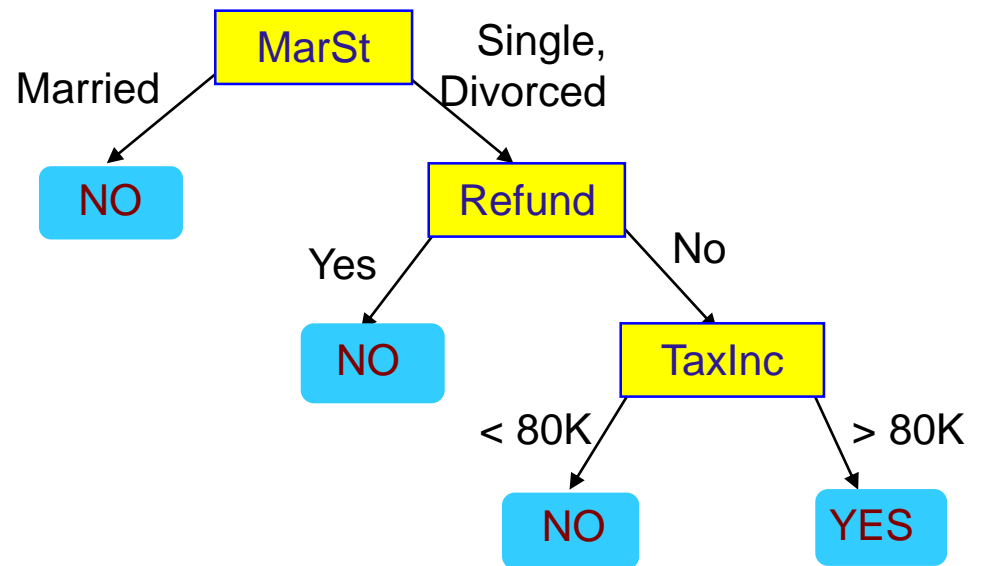 MarSt
Single,
Divorced
Married
NO
Refund
Yes
No
NO
TaxInc
< 80K
> 80K
NO
YES